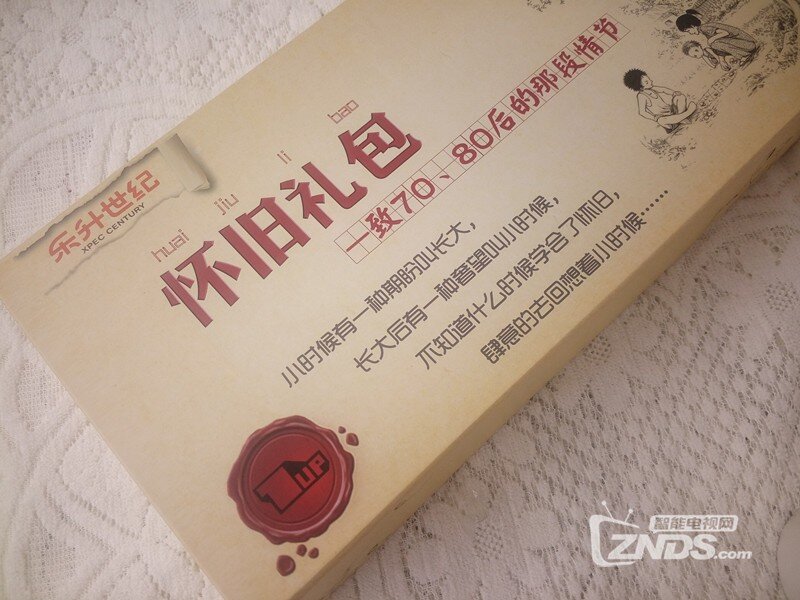 乐升世纪
XPEC CENTURY
huai jiu li bao
怀旧礼包
一致70、80后的那段情节
小时候有一种期盼叫长大，
长大后有一种奢望叫小时候，
不知道什么时候学会了怀旧，
肆意的去回想着小时候……
1UP
智能电视网
ZNDS.com